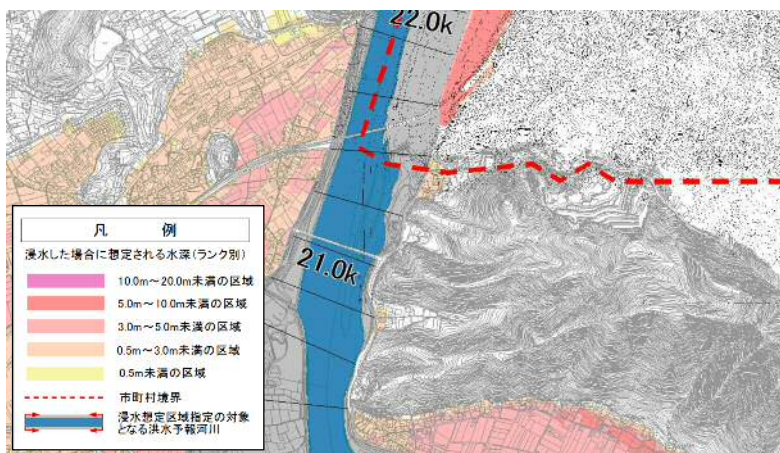 22.0k
21.0k
凡 例
浸水した場合に想定される水深(ランク別)
10.0m～20.0m未満の区域
5.0m～10.0m未満の区域
3.0m～5.0m未満の区域
0.5m～3.0m未満の区域
0.5m未満の区域
市町村境界
浸水想定区域指定の対象
となる洪水予報河川